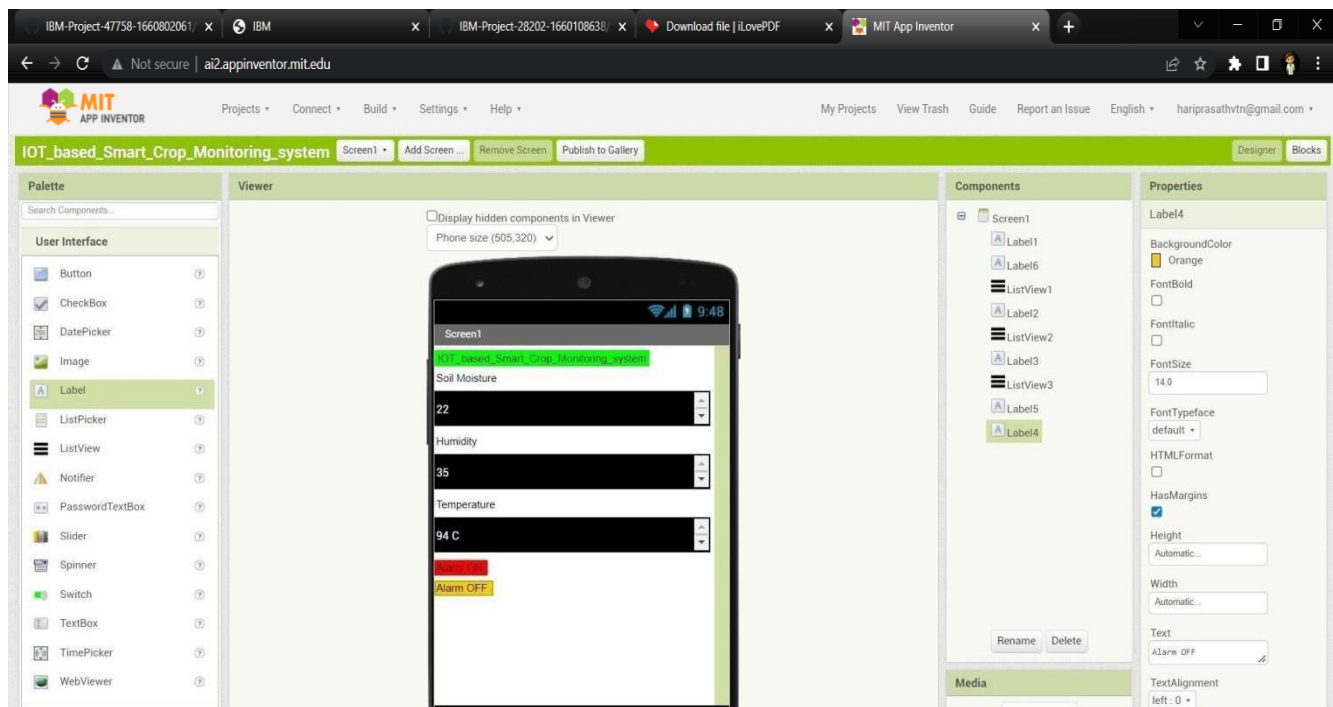 IBM-Project-47758-1660802061/
IBM
IBM-Project-28202-1660108638/
Download file | iLovePDF
MIT App Inventor
Not secure | ai2.appinventor.mit.edu
MIT
APP INVENTOR
Projects
Connect
Build
Settings
Help
My Projects
View Trash
Guide
Report an Issue
English
hariprasathvtn@gmail.com
IOT_based_Smart_Crop_Monitoring_system
Screen1
Add Screen ...
Remove Screen
Publish to Gallery
Designer
Blocks
Palette
Search Components...
User Interface
Button
CheckBox
DatePicker
Image
Label
ListPicker
ListView
Notifier
PasswordTextBox
Slider
Spinner
Switch
TextBox
TimePicker
WebViewer
Viewer
Display hidden components in Viewer
Phone size (505,320)
9:48
Screen1
IOT_based_Smart_Crop_Monitoring_system
Soil Moisture
22
Humidity
35
Temperature
94 C
Alarm ON
Alarm OFF
Components
Screen1
Label1
Label6
ListView1
Label2
ListView2
Label3
ListView3
Label5
Label4
Rename
Delete
Media
Properties
Label4
BackgroundColor
Orange
FontBold
FontItalic
FontSize
14.0
FontTypeface
default
HTMLFormat
HasMargins
Height
Automatic...
Width
Automatic...
Text
Alarm OFF
TextAlignment
left : 0